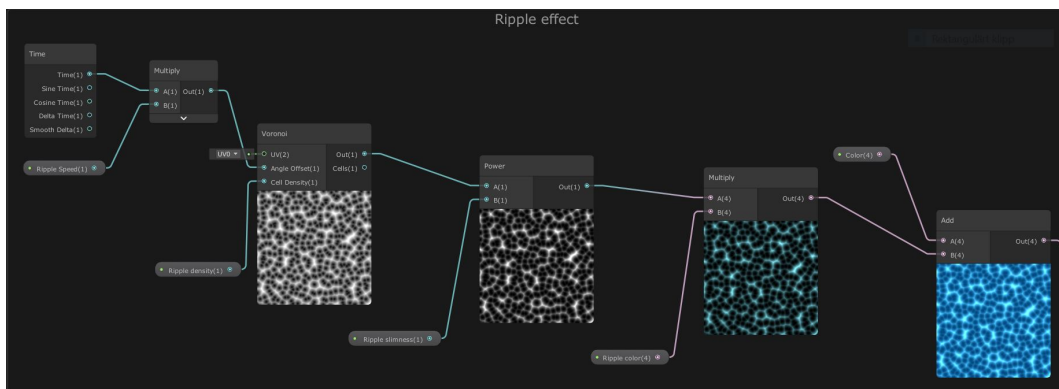 Ripple effect
Time
Time(1)
Sine Time(1)
Cosine Time(1)
Delta Time(1)
Smooth Delta(1)
Multiply
A(1) Out(1)
B(1)
Ripple Speed(1)
Voronoi
UV0
UV(2) Out(1)
Angle Offset(1) Cells(1)
Cell Density(1)
Ripple density(1)
Power
A(1) Out(1)
B(1)
Ripple slimness(1)
Multiply
A(4) Out(4)
B(4)
Ripple color(4)
Color(4)
Add
A(4) Out(4)
B(4)